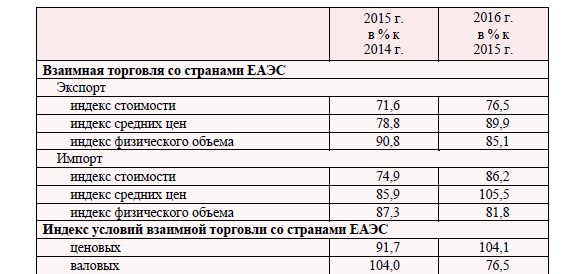 2015 г. 2016 г.
в % к в % к
2014 г. 2015 г.
Взаимная торговля со странами ЕАЭС
Экспорт
индекс стоимости 71,6 76,5
индекс средних цен 78,8 89,9
индекс физического объема 90,8 85,1
Импорт
индекс стоимости 74,9 86,2
индекс средних цен 85,9 105,5
индекс физического объема 87,3 81,8
Индекс условий взаимной торговли со странами ЕАЭС
ценовых 91,7 104,1
валовых 104,0 76,5